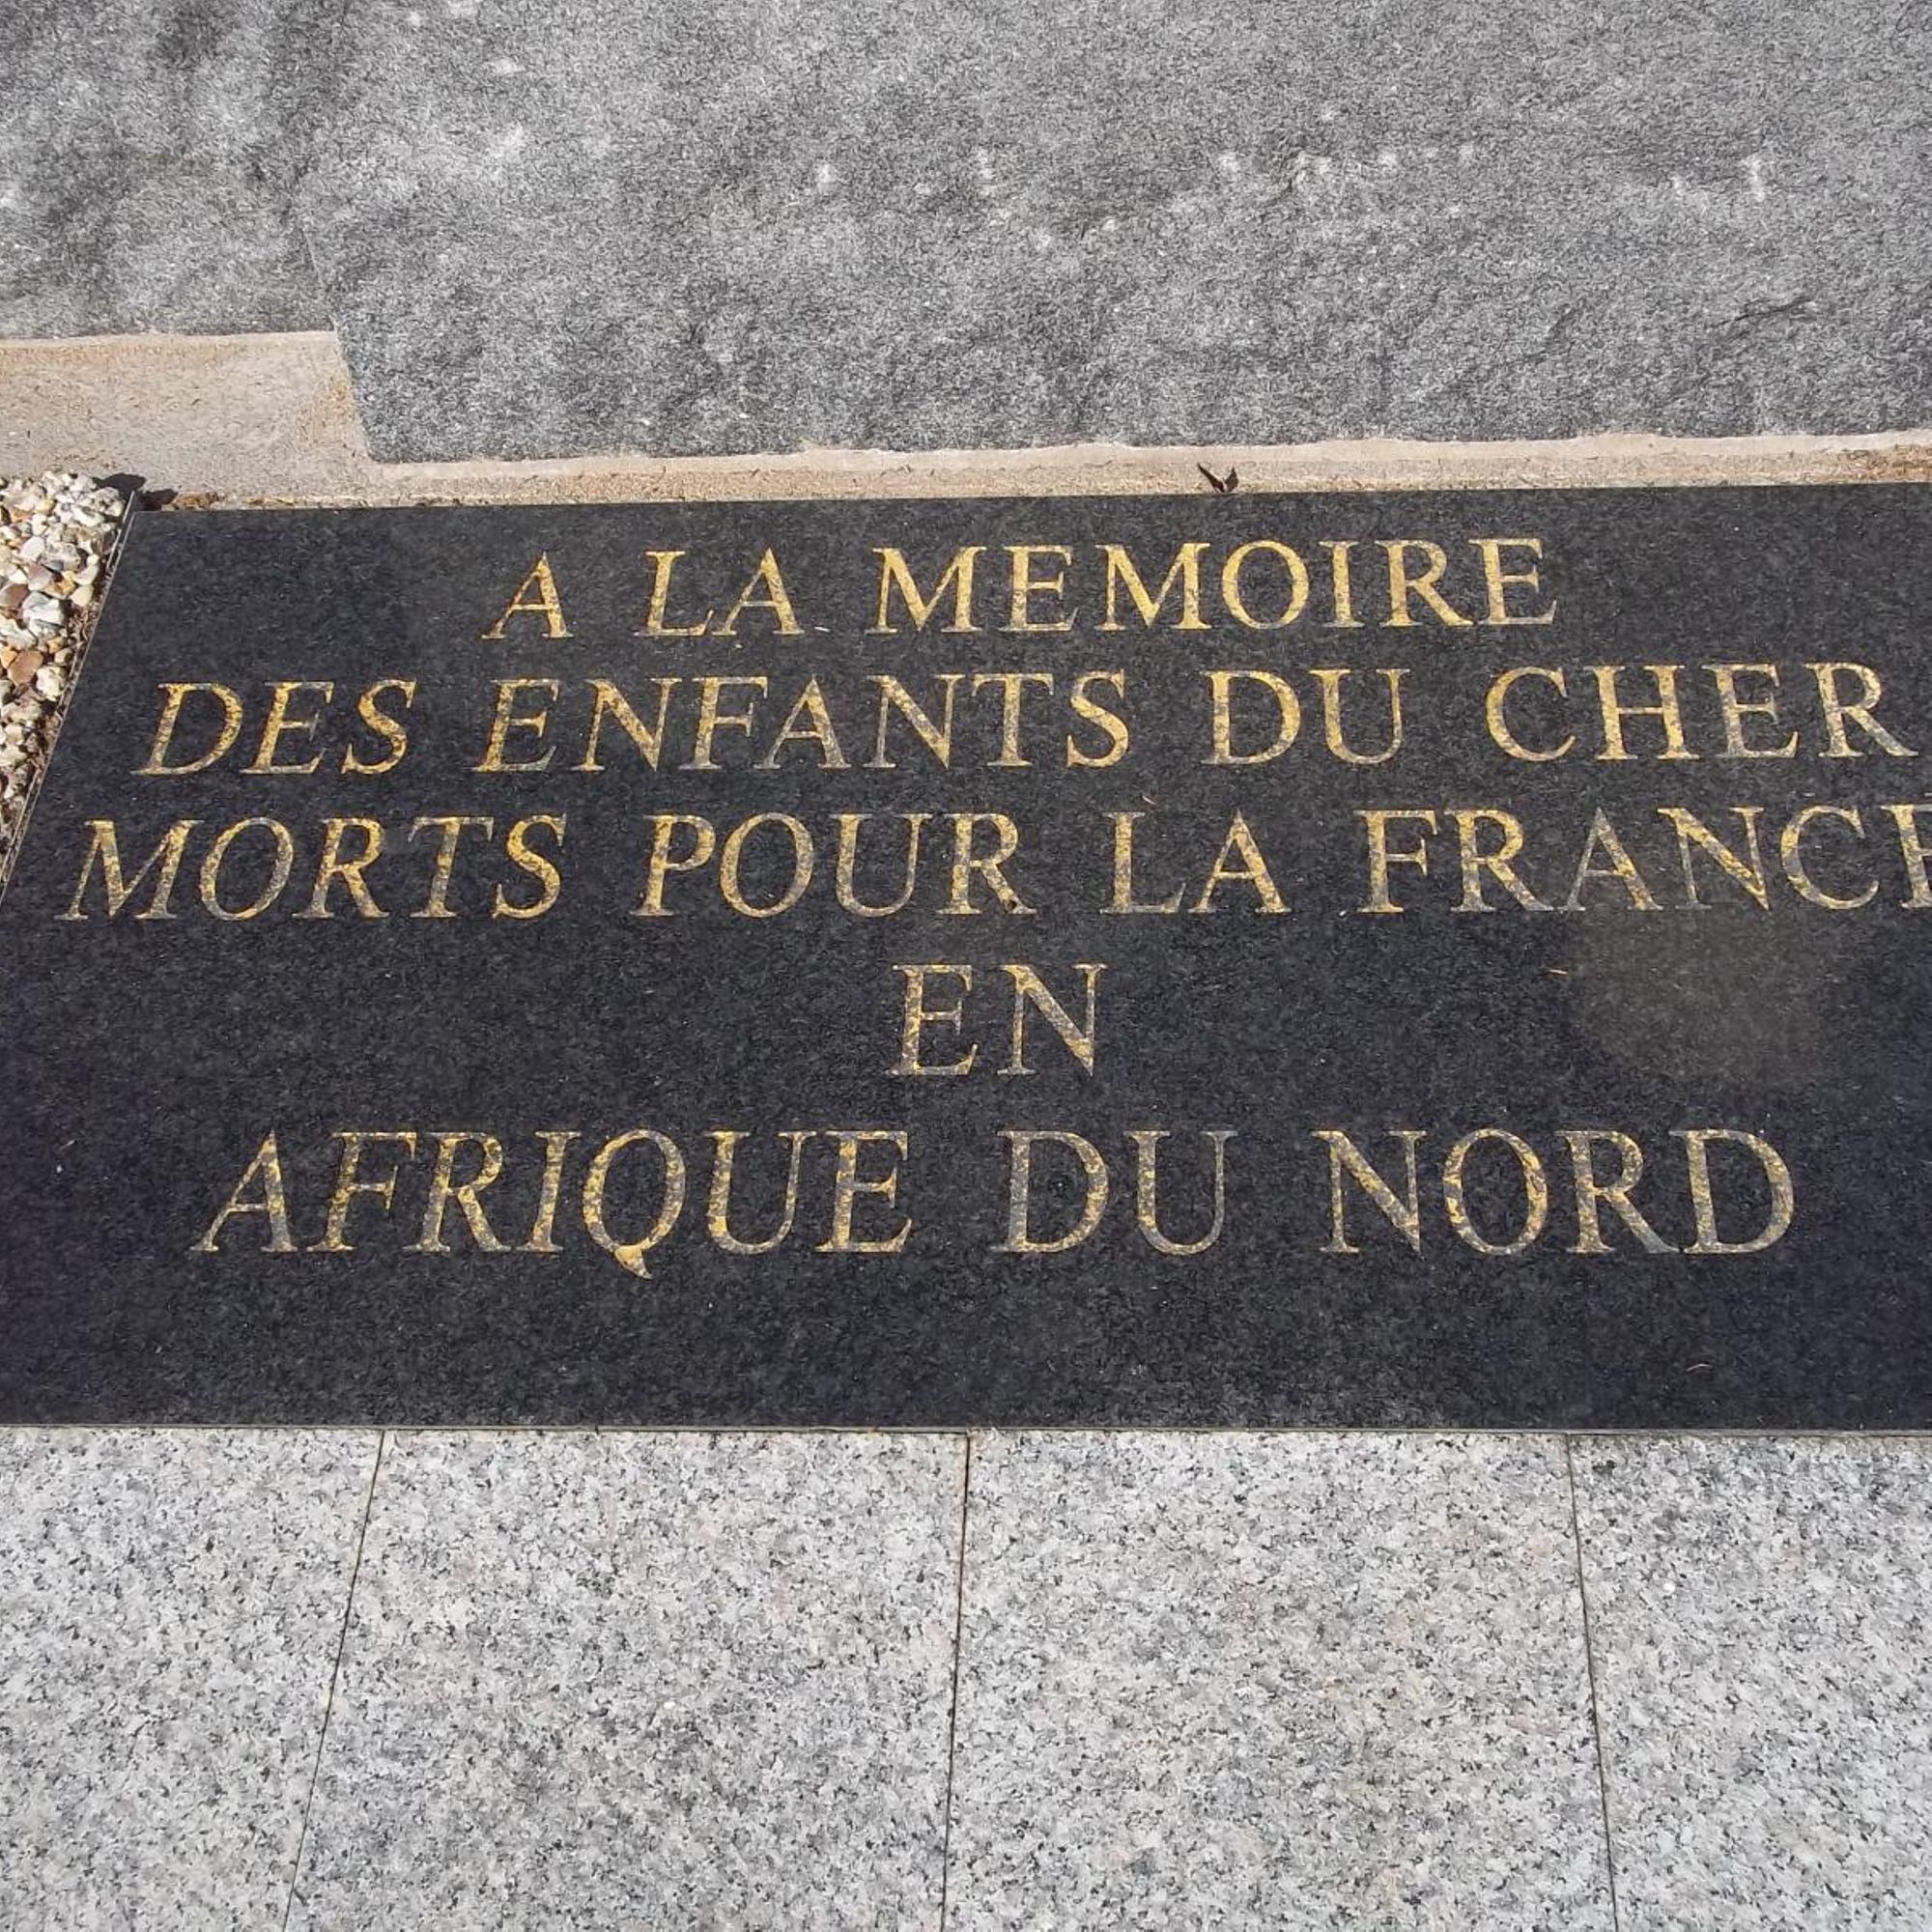 A LA MEMOIRE
DES ENFANTS DU CHER
MORTS POUR LA FRANCE
EN
AFRIQUE DU NORD